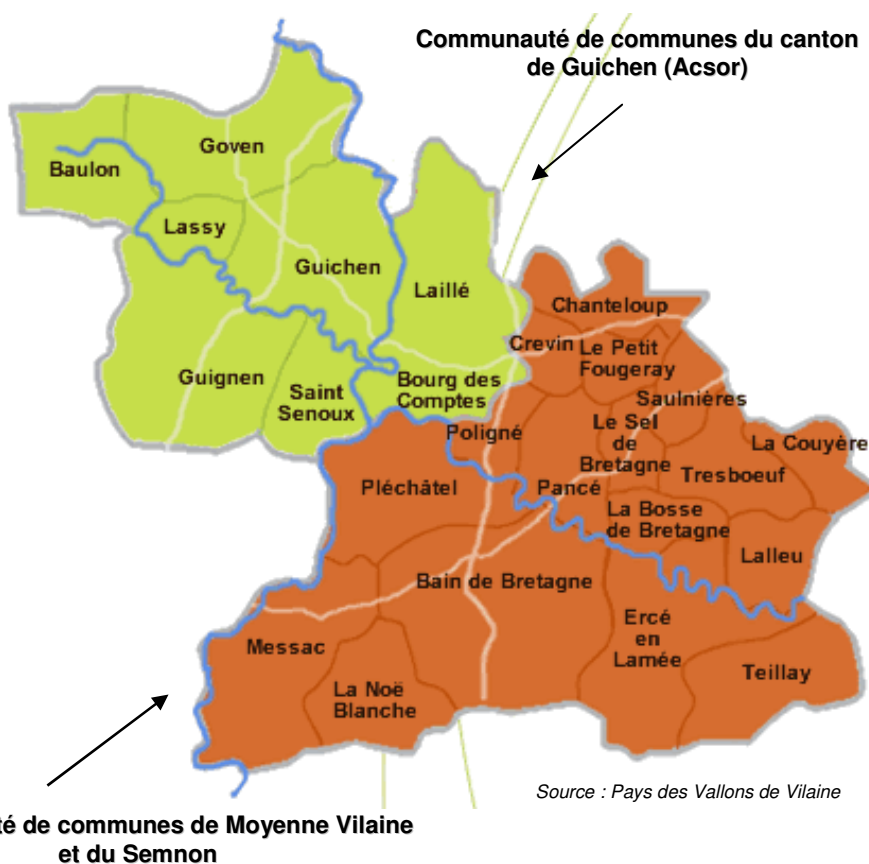 Communauté de communes du canton
de Guichen (Acsor)
Goven
Baulon
Lassy
Guichen
Laillé
Chanteloup
Crevin
Le Petit
Fougeray
Guignen
Saint
Senoux
Bourg des
Comptes
Saulnières
Poligné
Le Sel
de
Bretagne
La Couyère
Tresboeuf
Pléchâtel
Pancé
La Bosse
de Bretagne
Lalleu
Bain de Bretagne
Ercé
en
Lamée
Messac
Teillay
La Noë
Blanche
Source : Pays des Vallons de Vilaine
té de communes de Moyenne Vilaine
et du Semnon